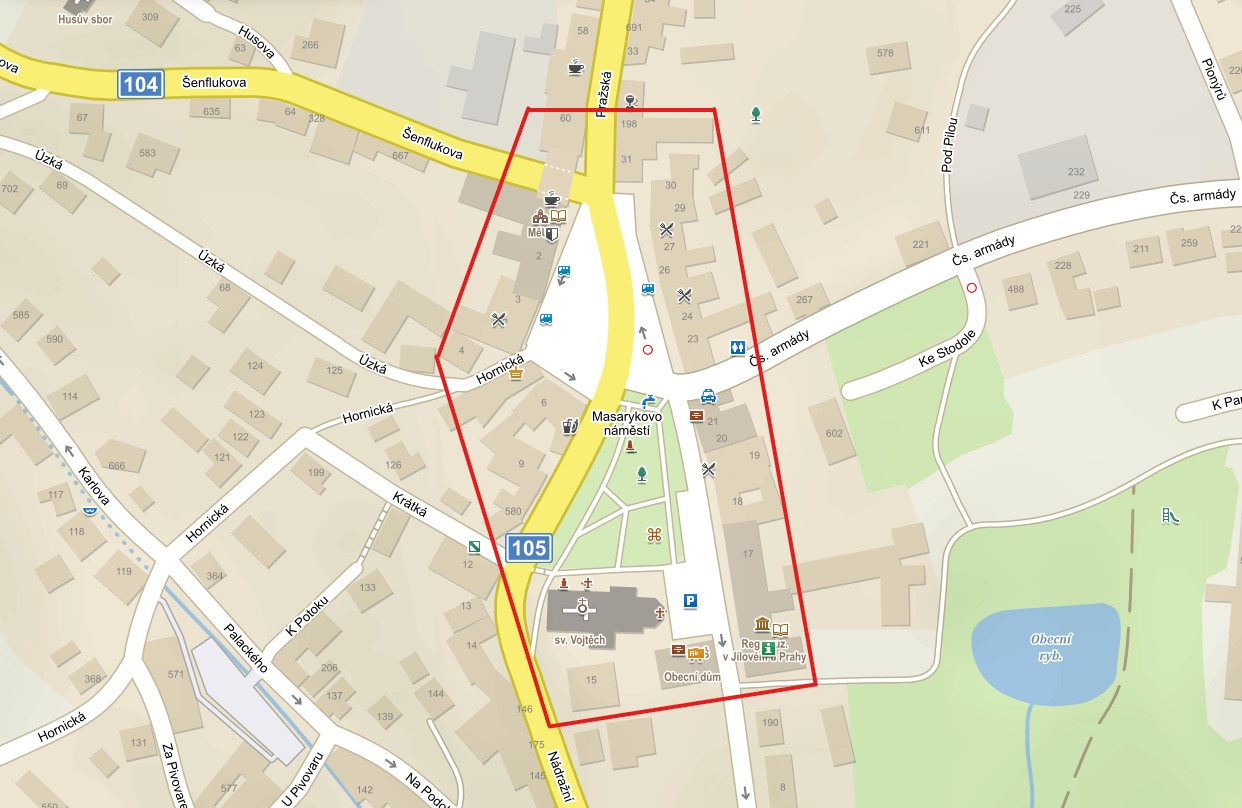 Husův sbor
309
63
Husova
266
58
691
33
578
225
Pionýrů
104
Šenflukova
Pražská
67
635
64
328
60
198
611
Úzká
583
667
Šenflukova
31
Pod Pilou
232
229
702
69
30
29
Čs. armády
2
27
221
Čs. armády
211
259
Úzká
68
26
228
3
24
267
488
585
590
23
4
Čs. armády
Ke Stodole
Úzká
Hornická
124
125
114
6
Masarykovo
náměstí
21
20
602
Hornická
123
122
121
126
9
19
666
199
Krátká
18
Karlova
117
580
118
Hornická
105
17
119
364
12
133
13
K Potoku
sv. Vojtěch
14
Palackého
Obecní
ryb.
v Jílovém u Prahy
Obecní dům
368
571
206
137
144
15
146
139
190
Hornická
131
175
145
Za Pivovarem
577
U Pivovaru
142
Nádražní
8